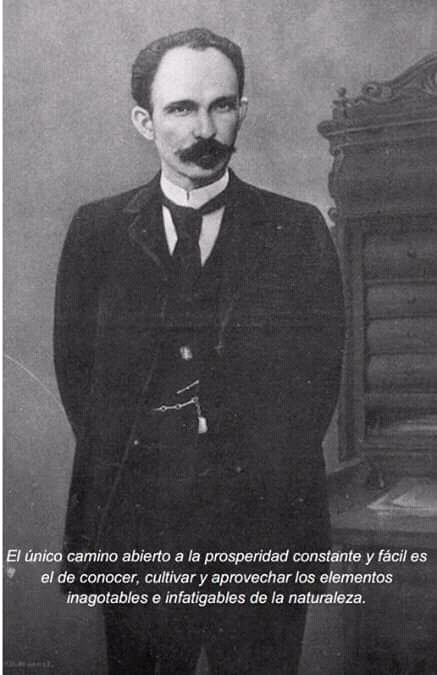 El único camino abierto a la prosperidad constante y fácil es
el de conocer, cultivar y aprovechar los elementos
inagotables e infatigables de la naturaleza.